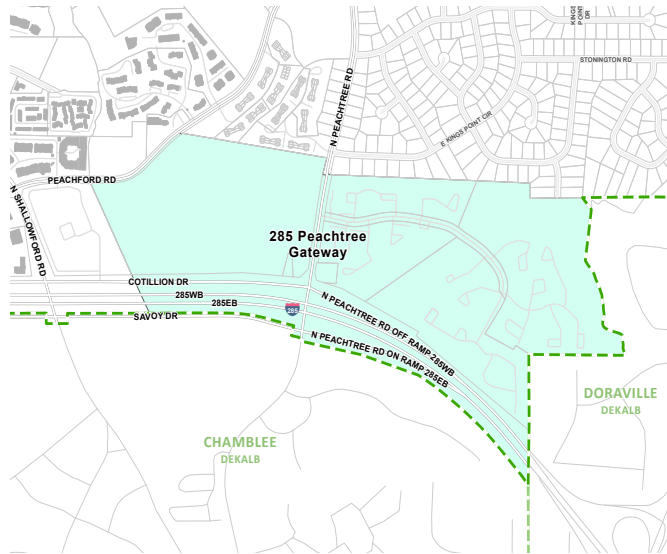 KINGS
POINT
DR
STONINGTON RD
N PEACHTREE RD
E KINGS POINT CIR
PEACHFORD RD
N SHALLOWFORD RD
285 Peachtree
Gateway
COTILLION DR
285WB
285EB
285
SAVOY DR
N PEACHTREE RD OFF RAMP 285WB
N PEACHTREE RD ON RAMP 285EB
DORAVILLE
DEKALB
CHAMBLEE
DEKALB